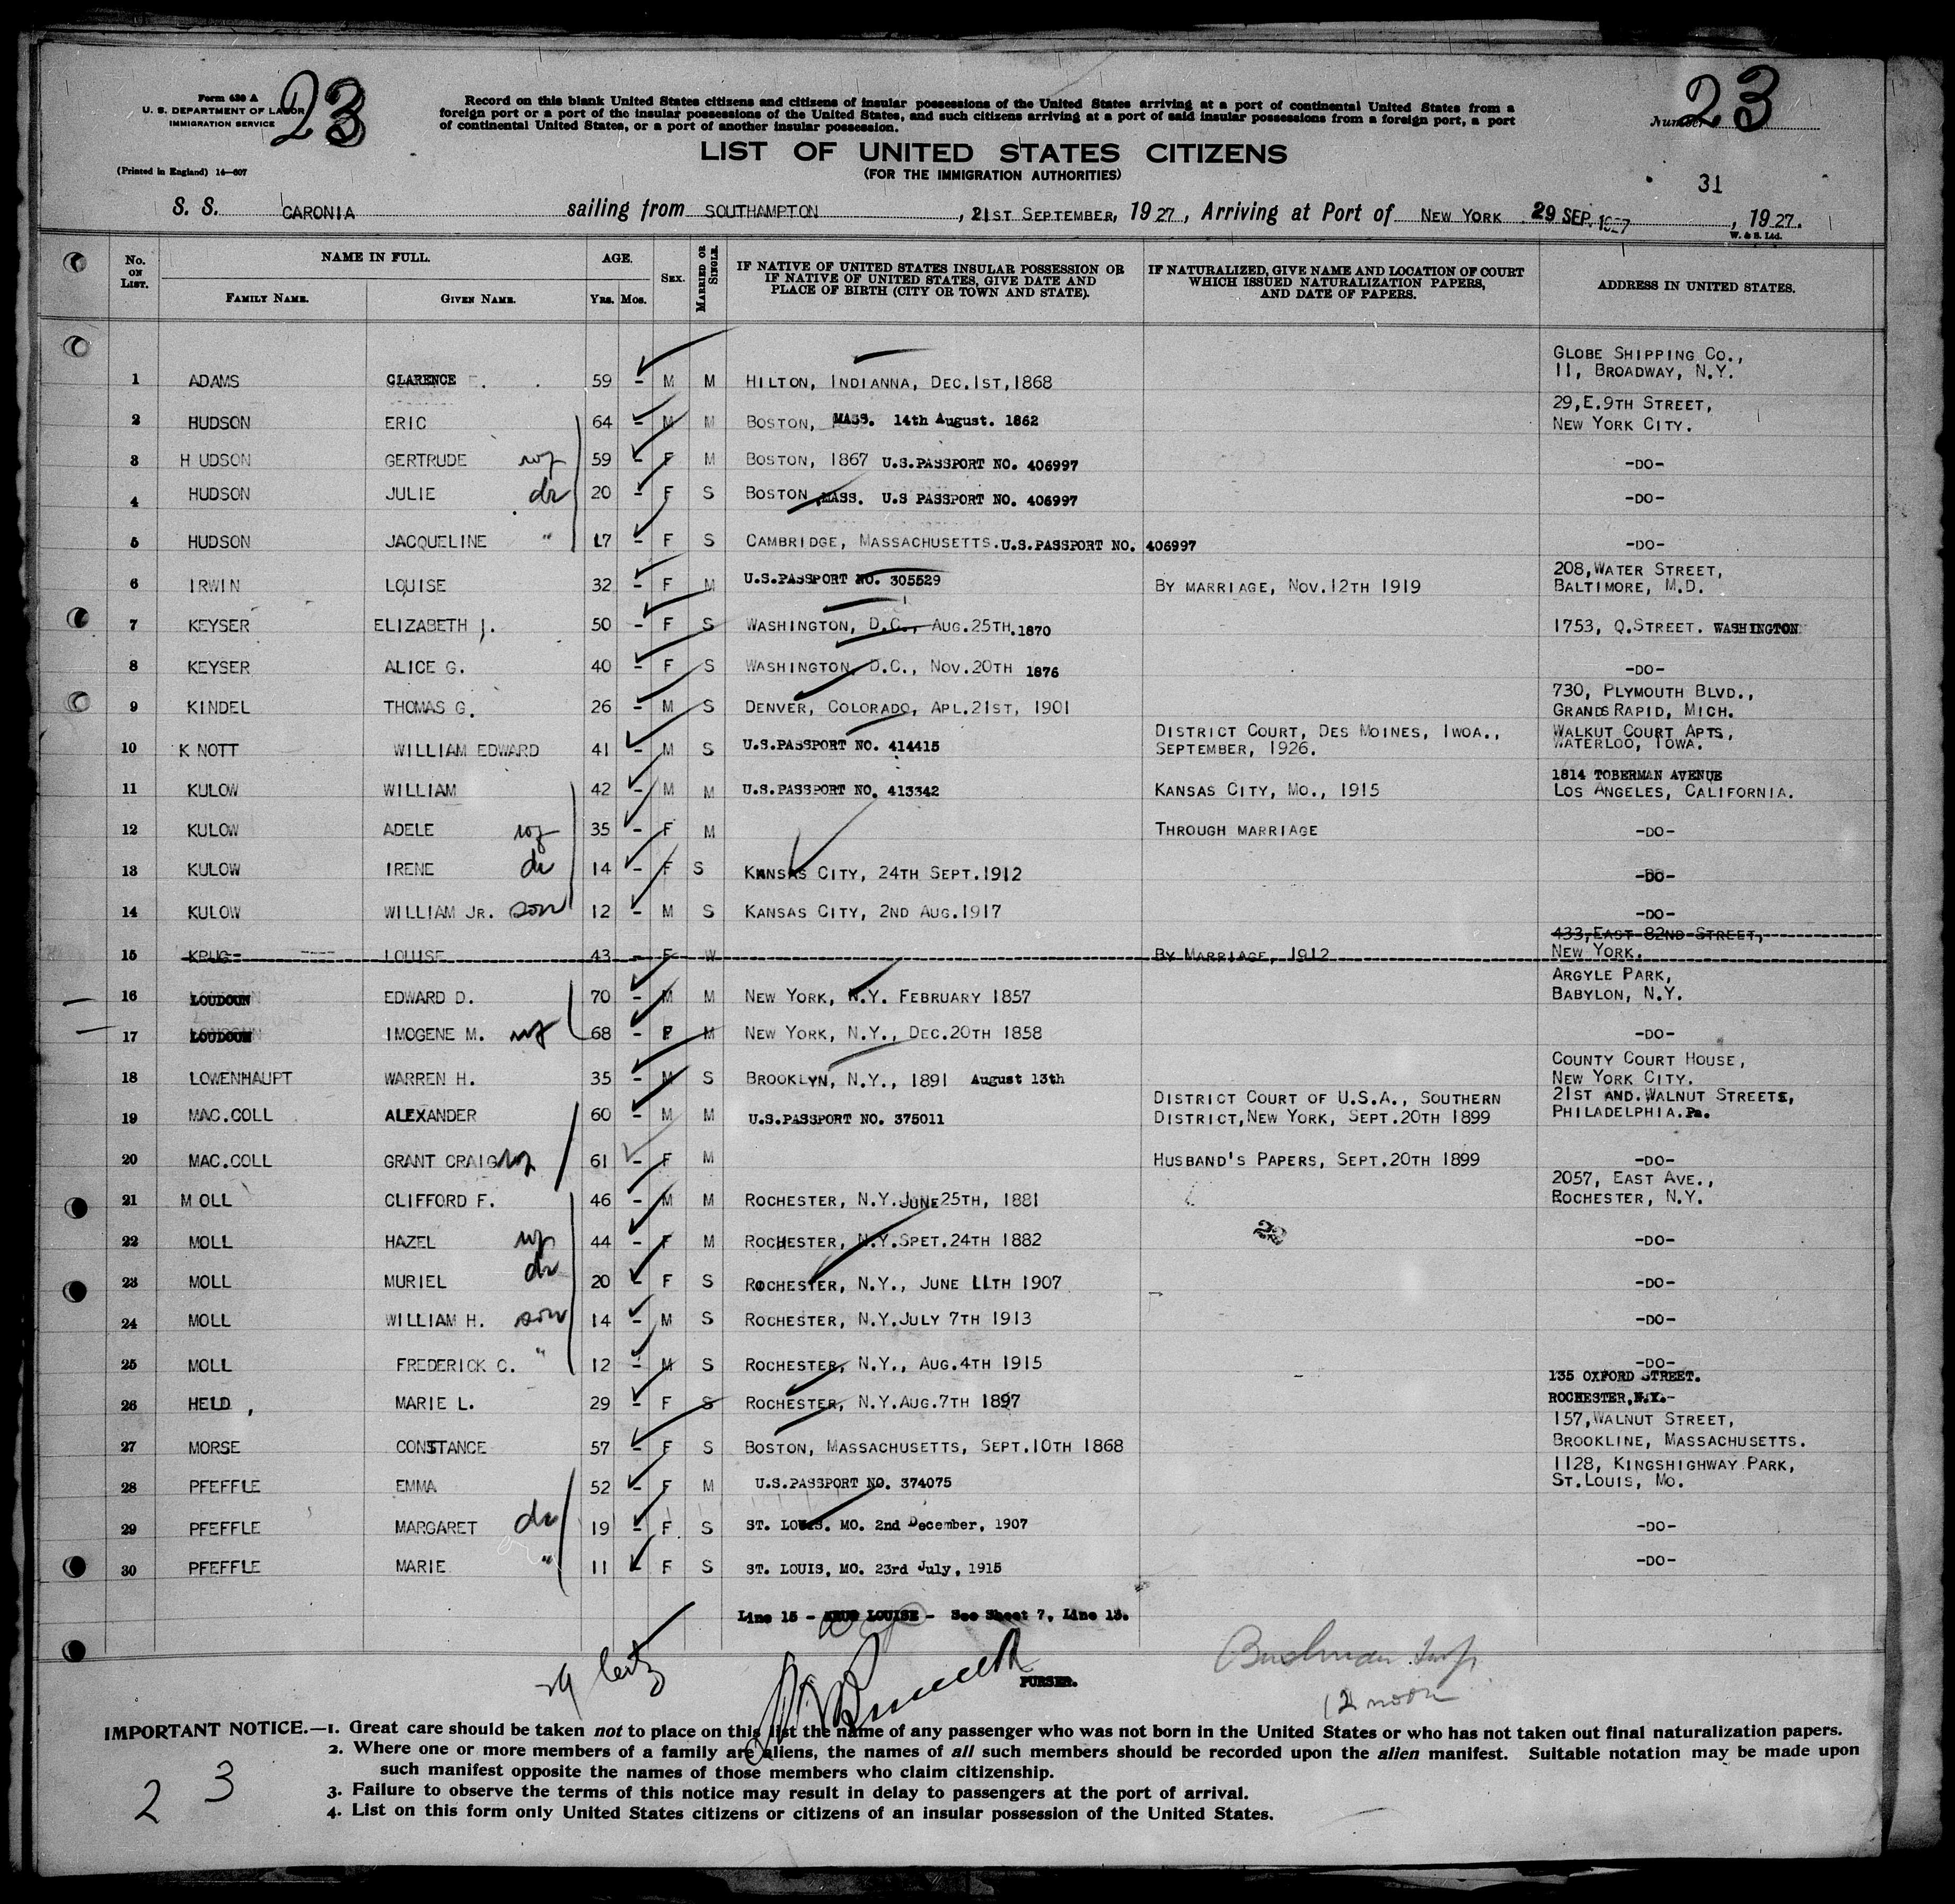 23
23
Form 630 A
U. S. DEPARTMENT OF LABOR
IMMIGRATION SERVICE
(Printed in England) 14—607
Record on this blank United States citizens and citizens of insular possessions of the United States arriving at a port of continental United States from a
foreign port or a port of the insular possessions of the United States, and such citizens arriving at a port of said insular possessions from a foreign port, a port
of continental United States, or a port of another insular possession.
Number
LIST OF UNITED STATES CITIZENS
(FOR THE IMMIGRATION AUTHORITIES)
31
S. S. CARONIA sailing from SOUTHAMPTON, 21ST SEPTEMBER, 1927, Arriving at Port of NEW YORK 29 SEP. 1927, 1927.
W. & S. Ltd.
No. ON LIST. NAME IN FULL. FAMILY NAME. GIVEN NAME. AGE. YRS. MOS. SEX. MARRIED OR SINGLE. IF NATIVE OF UNITED STATES INSULAR POSSESSION OR IF NATIVE OF UNITED STATES, GIVE DATE AND PLACE OF BIRTH (CITY OR TOWN AND STATE). IF NATURALIZED, GIVE NAME AND LOCATION OF COURT WHICH ISSUED NATURALIZATION PAPERS, AND DATE OF PAPERS. ADDRESS IN UNITED STATES.
1 ADAMS CLARENCE F. 59 - M M HILTON, INDIANNA, DEC.1ST,1868 GLOBE SHIPPING CO., 11, BROADWAY, N.Y.
2 HUDSON ERIC 64 - M M BOSTON, MASS. 14th August. 1862 29,E.9TH STREET, NEW YORK CITY.
3 H UDSON GERTRUDE wf 59 - F M BOSTON, 1867 U.S.PASSPORT NO. 406997 -DO-
4 HUDSON JULIE dr 20 - F S BOSTON, MASS. U.S PASSPORT NO. 406997 -DO-
5 HUDSON JACQUELINE " 17 - F S CAMBRIDGE, MASSACHUSETTS.U.S.PASSPORT NO. 406997 -DO-
6 IRWIN LOUISE 32 - F M U.S.PASSPORT NO. 305529 BY MARRIAGE, NOV.12TH 1919 208,WATER STREET, BALTIMORE, M.D.
7 KEYSER ELIZABETH J. 50 - F S WASHINGTON, D.C., AUG.25TH.1870 1753, Q.STREET. WASHINGTON
8 KEYSER ALICE G. 40 - F S WASHINGTON, D.C., NOV.20TH 1876 -DO-
9 KINDEL THOMAS G. 26 - M S DENVER, COLORADO, APL.21ST, 1901 730, PLYMOUTH BLVD., GRANDS RAPID, MICH.
10 K NOTT WILLIAM EDWARD 41 - M S U.S.PASSPORT NO. 414415 DISTRICT COURT, DES MOINES, IWOA., SEPTEMBER, 1926. WALKUT COURT APTS, WATERLOO, IOWA.
11 KULOW WILLIAM 42 - M M U.S.PASSPORT NO. 413342 KANSAS CITY, MO., 1915 1814 TOBERMAN AVENUE LOS ANGELES, CALIFORNIA.
12 KULOW ADELE wf 35 - F M THROUGH MARRIAGE -DO-
13 KULOW IRENE dr 14 - F S KANSAS CITY, 24TH SEPT.1912 -DO-
14 KULOW WILLIAM JR. son 12 - M S KANSAS CITY, 2ND AUG.1917 -DO-
15 KRUG LOUISE 43 - F W BY MARRIAGE, 1912 433,EAST 82ND STREET, NEW YORK.
16 LOUDOUN EDWARD D. 70 - M M NEW YORK, N.Y. FEBRUARY 1857 ARGYLE PARK, BABYLON, N.Y.
17 LOUDOUN IMOGENE M. wf 68 - F M NEW YORK, N.Y., DEC.20TH 1858 -DO-
18 LOWENHAUPT WARREN H. 35 - M S BROOKLYN, N.Y., 1891 August 13th COUNTY COURT HOUSE, NEW YORK CITY.
19 MAC.COLL ALEXANDER 60 - M M U.S.PASSPORT NO. 375011 DISTRICT COURT OF U.S.A., SOUTHERN DISTRICT,NEW YORK, SEPT.20TH 1899 21ST AND WALNUT STREETS, PHILADELPHIA.Pa.
20 MAC.COLL GRANT CRAIG wf 61 - F M HUSBAND'S PAPERS, SEPT.20TH 1899 -DO-
21 M OLL CLIFFORD F. 46 - M M ROCHESTER, N.Y.JUNE 25TH, 1881 2057, EAST AVE., ROCHESTER, N.Y.
22 MOLL HAZEL wf 44 - F M ROCHESTER, N.Y.SPET.24TH 1882 -DO-
23 MOLL MURIEL dr 20 - F S ROCHESTER, N.Y., JUNE 11TH 1907 -DO-
24 MOLL WILLIAM H. son 14 - M S ROCHESTER, N.Y.JULY 7TH 1913 -DO-
25 MOLL FREDERICK C. " 12 - M S ROCHESTER, N.Y., AUG.4TH 1915 -DO-
26 HELD, MARIE L. 29 - F S ROCHESTER, N.Y.AUG.7TH 1897 135 OXFORD STREET. ROCHESTER,N.Y.-
27 MORSE CONSTANCE 57 - F S BOSTON, MASSACHUSETTS, SEPT.10TH 1868 157,WALNUT STREET, BROOKLINE, MASSACHUSETTS.
28 PFEFFLE EMMA 52 - F M U.S.PASSPORT NO. 374075 1128, KINGSHIGHWAY PARK, ST.LOUIS, MO.
29 PFEFFLE MARGARET dr 19 - F S ST. LOUIS. MO. 2nd December, 1907 -DO-
30 PFEFFLE MARIE " 11 - F S ST. LOUIS, MO. 23rd July, 1915 -DO-
Line 15 - KRUG LOUISE - See Sheet 7, Line 13.
29
PURSER.
12 noon
IMPORTANT NOTICE.—1. Great care should be taken not to place on this list the name of any passenger who was not born in the United States or who has not taken out final naturalization papers.
2. Where one or more members of a family are aliens, the names of all such members should be recorded upon the alien manifest. Suitable notation may be made upon
such manifest opposite the names of those members who claim citizenship.
3. Failure to observe the terms of this notice may result in delay to passengers at the port of arrival.
4. List on this form only United States citizens or citizens of an insular possession of the United States.
23